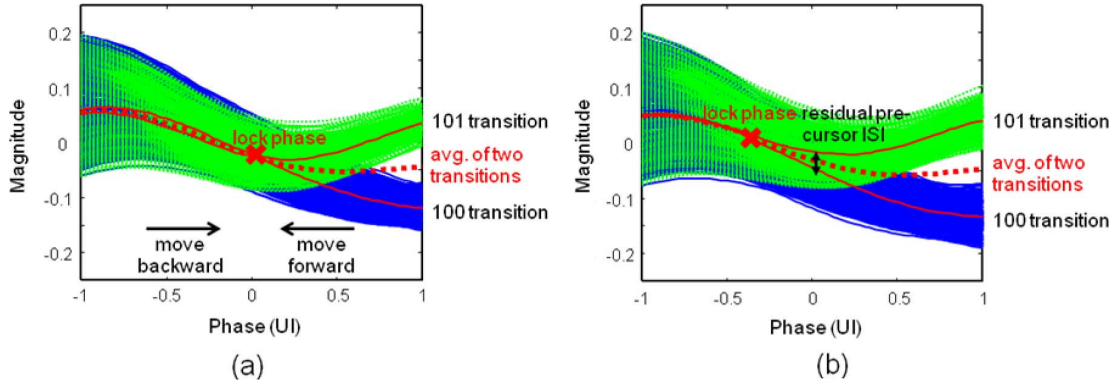 0.2
0.1
0
-0.1
-0.2
Magnitude
lock phase
move
backward
move
forward
101 transition
avg. of two
transitions
100 transition
-1
-0.5
0
0.5
1
Phase (UI)
(a)
0.2
0.1
0
-0.1
-0.2
Magnitude
lock phase
residual pre-
cursor ISI
101 transition
avg. of two
transitions
100 transition
-1
-0.5
0
0.5
1
Phase (UI)
(b)